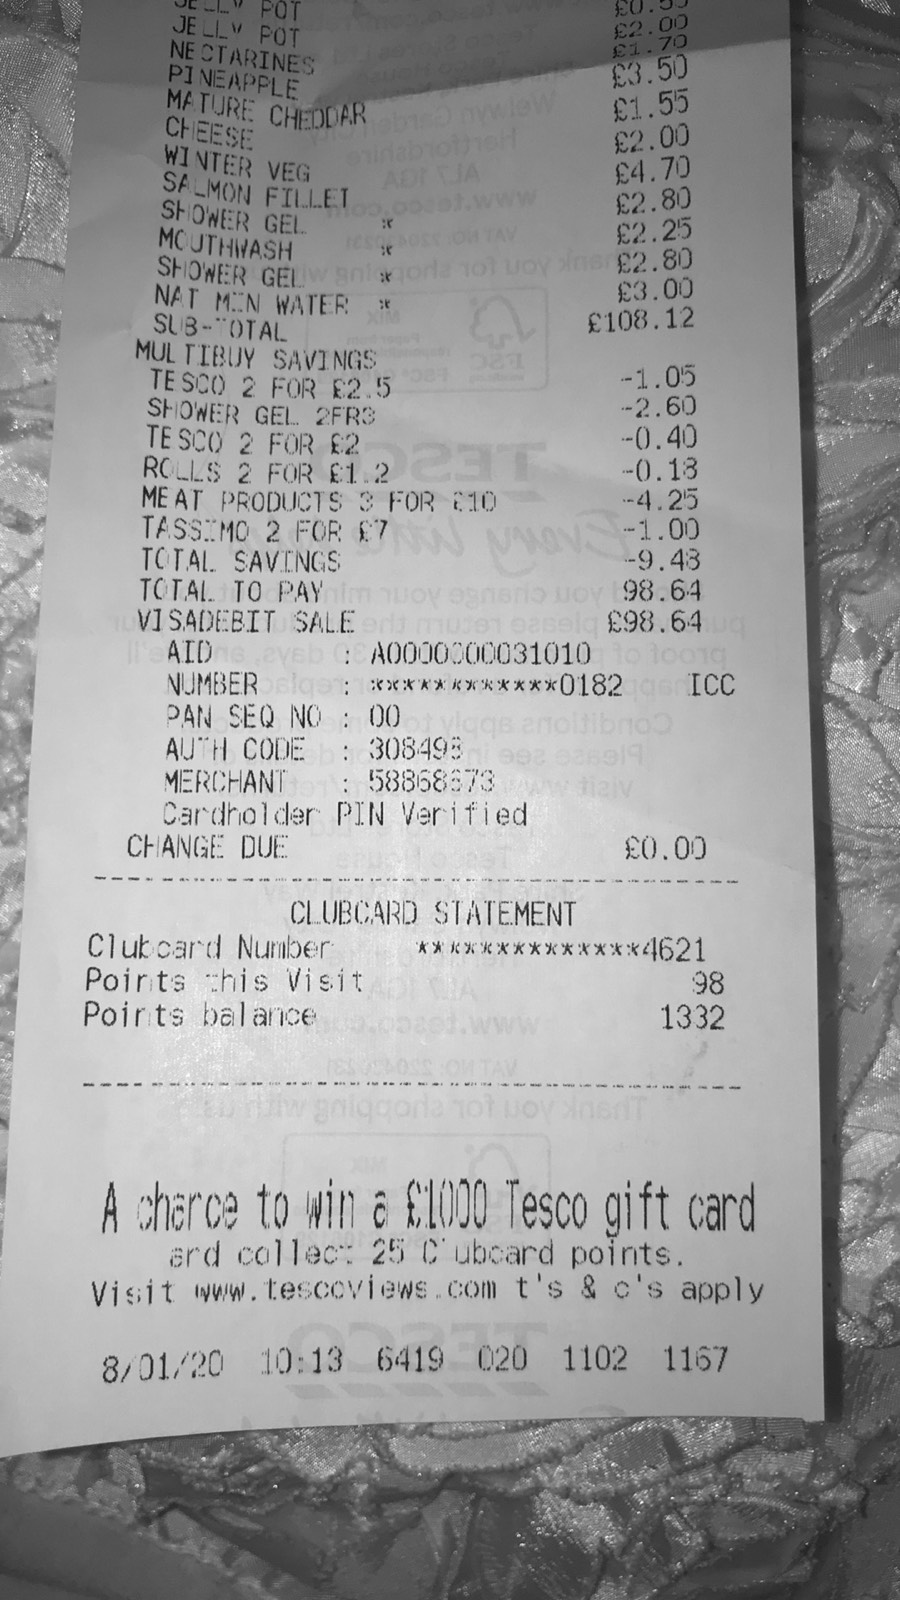 JELLY POT £0.55
JELLY POT £2.00
NECTARINES £1.70
PINEAPPLE £3.50
MATURE CHEDDAR £1.55
CHEESE £2.00
WINTER VEG £4.70
SALMON FILLET £2.80
SHOWER GEL * £2.25
MOUTHWASH * £2.80
SHOWER GEL * £3.00
NAT MIN WATER *
SUB-TOTAL £108.12
MULTIBUY SAVINGS
TESCO 2 FOR £2.5 -1.05
SHOWER GEL 2FR3 -2.60
TESCO 2 FOR £2 -0.40
ROLLS 2 FOR £1.2 -0.18
MEAT PRODUCTS 3 FOR £10 -4.25
TASSIMO 2 FOR £7 -1.00
TOTAL SAVINGS -9.48
TOTAL TO PAY 98.64
VISADEBIT SALE £98.64
AID : A0000000031010
NUMBER : ************0182 ICC
PAN SEQ NO : 00
AUTH CODE : 308498
MERCHANT : 58868673
Cardholder PIN Verified
CHANGE DUE £0.00
CLUBCARD STATEMENT
Clubcard Number **************4621
Points this Visit 98
Points balance 1332
A chance to win a £1000 Tesco gift card
and collect 25 Clubcard points.
Visit www.tescoviews.com t's & c's apply
8/01/20 10:13 6419 020 1102 1167